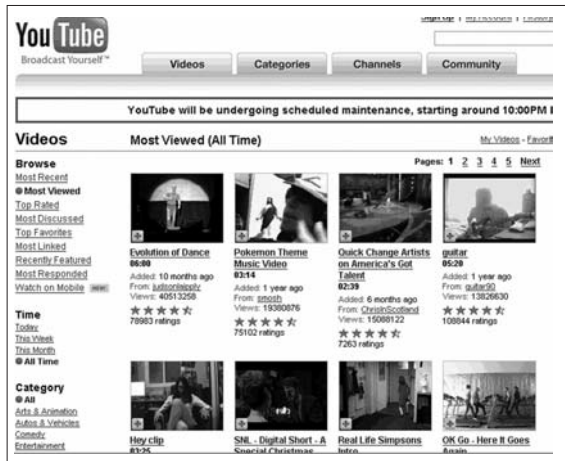 Sign Up | My Account |
YouTube
Broadcast Yourself™
Videos
Categories
Channels
Community
YouTube will be undergoing scheduled maintenance, starting around 10:00PM
Videos
Most Viewed (All Time)
My Videos - Favorit
Browse
Most Recent
Most Viewed
Top Rated
Most Discussed
Top Favorites
Most Linked
Recently Featured
Most Responded
Watch on Mobile
Time
Today
This Week
This Month
All Time
Category
All
Arts & Animation
Autos & Vehicles
Comedy
Entertainment
Pages: 1 2 3 4 5 Next
Evolution of Dance
06:00
Added: 10 months ago
From: judsonlaipply
Views: 40513258
78983 ratings
Pokemon Theme
Music Video
03:14
Added: 1 year ago
From: smosh
Views: 19380876
75102 ratings
Quick Change Artists
on America's Got
Talent
02:39
Added: 6 months ago
From: ChrisInScotland
Views: 15088122
7263 ratings
guitar
05:20
Added: 1 year ago
From: guitar90
Views: 13826630
108844 ratings
Hey clip
03:25
SNL - Digital Short - A
Special Christmas
Real Life Simpsons
Intro
OK Go - Here It Goes
Again